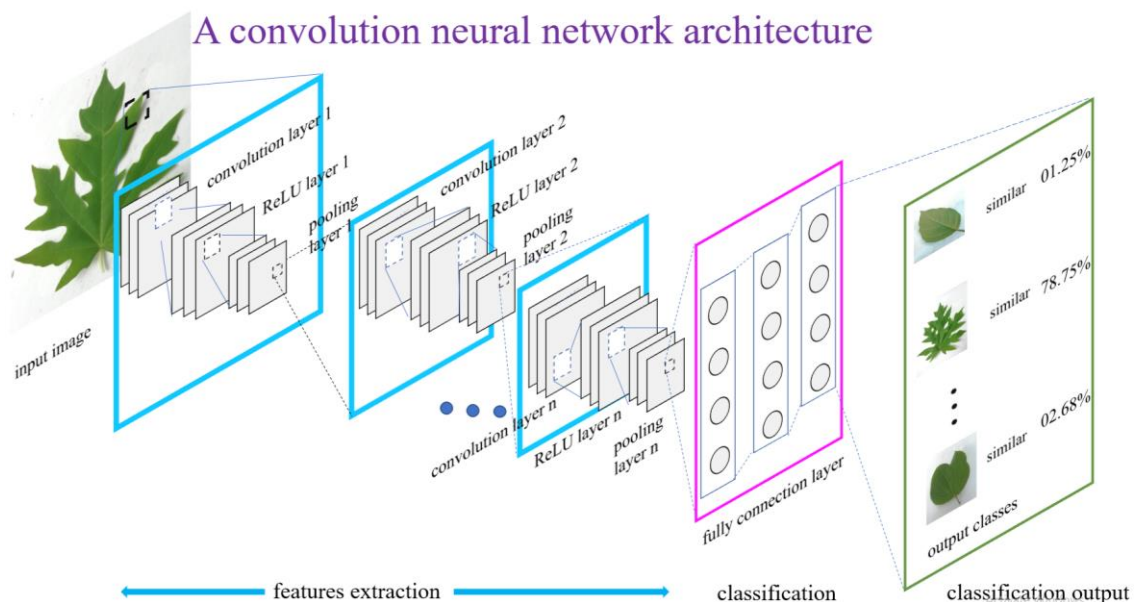 A convolution neural network architecture
convolution layer 1
ReLU layer 1
pooling
layer 1
input image
convolution layer 2
ReLU layer 2
pooling
layer 2
convolution layer n
ReLU layer n
pooling
layer n
fully connection layer
similar 01.25%
similar 78.75%
similar 02.68%
output classes
features extraction
classification
classification output